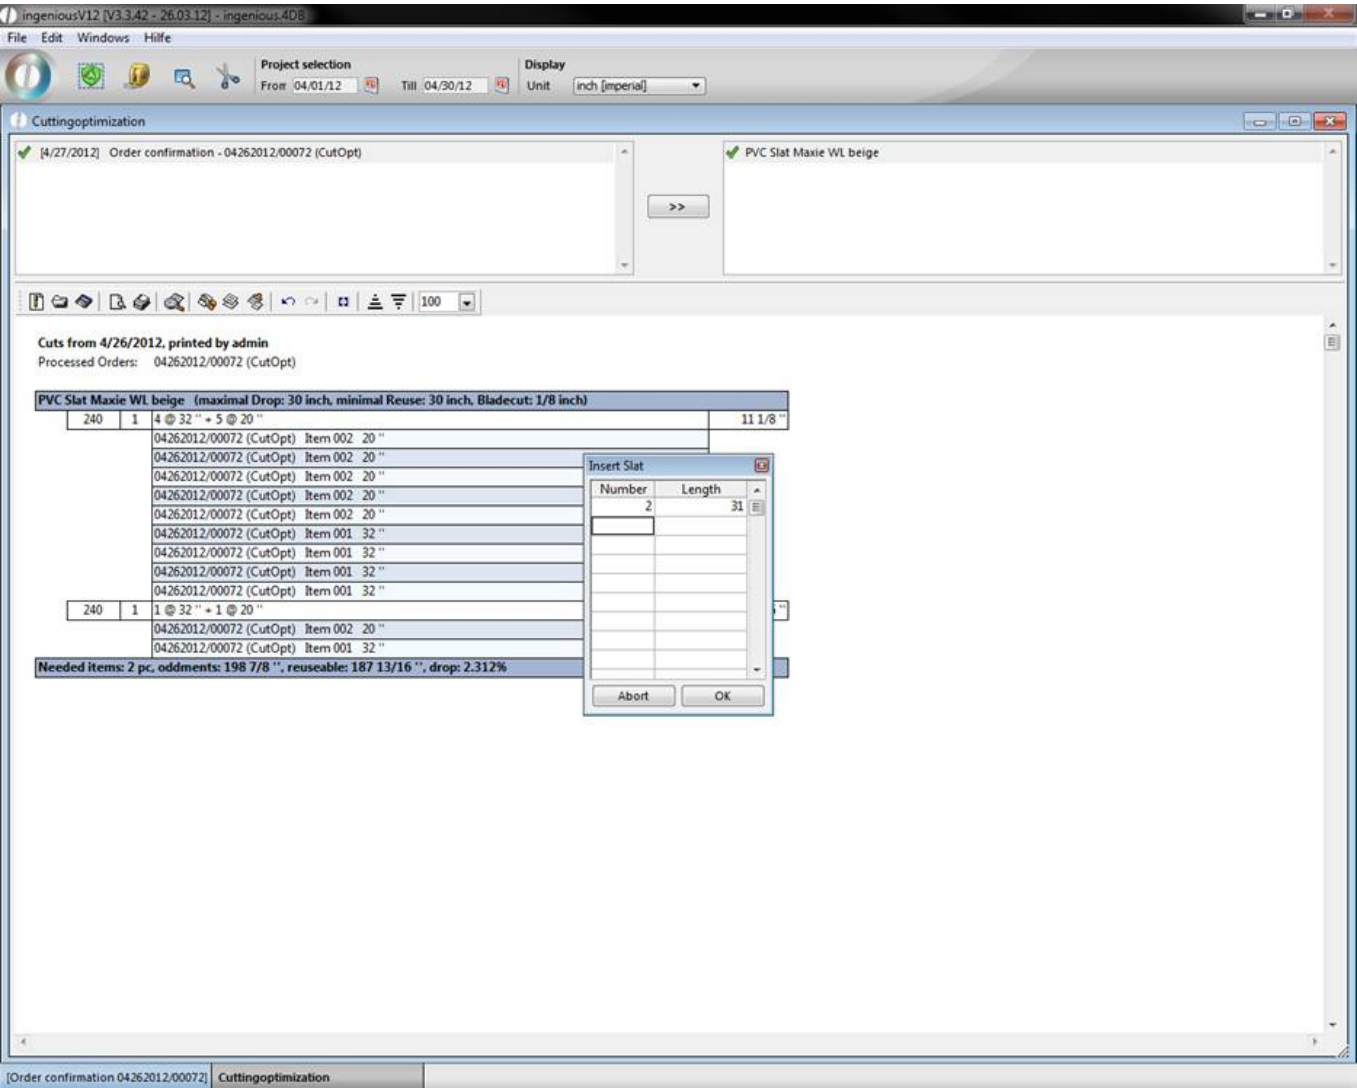 ingeniousV12 [V3.3.42 - 26.03.12] - ingenious.4DB
File Edit Windows Hilfe
Project selection
From 04/01/12 Till 04/30/12
Display
Unit inch [imperial]
Cuttingoptimization
[4/27/2012] Order confirmation - 04262012/00072 (CutOpt)
>>
PVC Slat Maxie WL beige
100
Cuts from 4/26/2012, printed by admin
Processed Orders: 04262012/00072 (CutOpt)
PVC Slat Maxie WL beige (maximal Drop: 30 inch, minimal Reuse: 30 inch, Bladecut: 1/8 inch)
240 1 4 @ 32 '' + 5 @ 20 '' 11 1/8 ''
04262012/00072 (CutOpt) Item 002 20 ''
04262012/00072 (CutOpt) Item 002 20 ''
04262012/00072 (CutOpt) Item 002 20 ''
04262012/00072 (CutOpt) Item 002 20 ''
04262012/00072 (CutOpt) Item 002 20 ''
04262012/00072 (CutOpt) Item 001 32 ''
04262012/00072 (CutOpt) Item 001 32 ''
04262012/00072 (CutOpt) Item 001 32 ''
04262012/00072 (CutOpt) Item 001 32 ''
240 1 1 @ 32 '' + 1 @ 20 ''
04262012/00072 (CutOpt) Item 002 20 ''
04262012/00072 (CutOpt) Item 001 32 ''
Needed items: 2 pc, oddments: 198 7/8 '', reuseable: 187 13/16 '', drop: 2.312%
Insert Slat
Number Length
2 31
Abort OK
[Order confirmation 04262012/00072] Cuttingoptimization